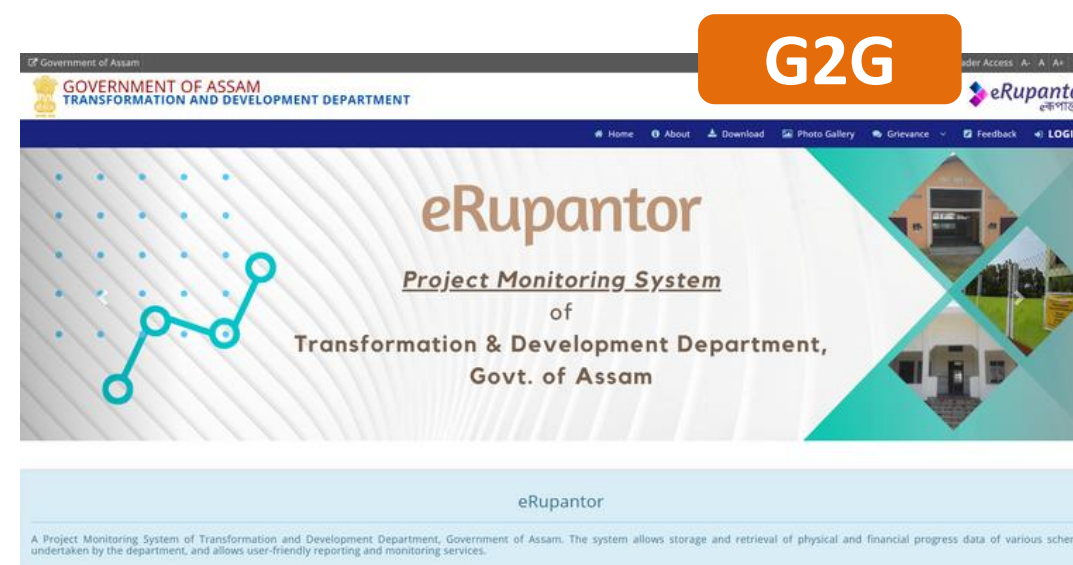 G2G
Government of Assam
ader Access A- A A+
GOVERNMENT OF ASSAM
TRANSFORMATION AND DEVELOPMENT DEPARTMENT
eRupanto
Home About Download Photo Gallery Grievance Feedback LOGI
eRupantor
Project Monitoring System
of
Transformation & Development Department,
Govt. of Assam
eRupantor
A Project Monitoring System of Transformation and Development Department, Government of Assam. The system allows storage and retrieval of physical and financial progress data of various schem
undertaken by the department, and allows user-friendly reporting and monitoring services.